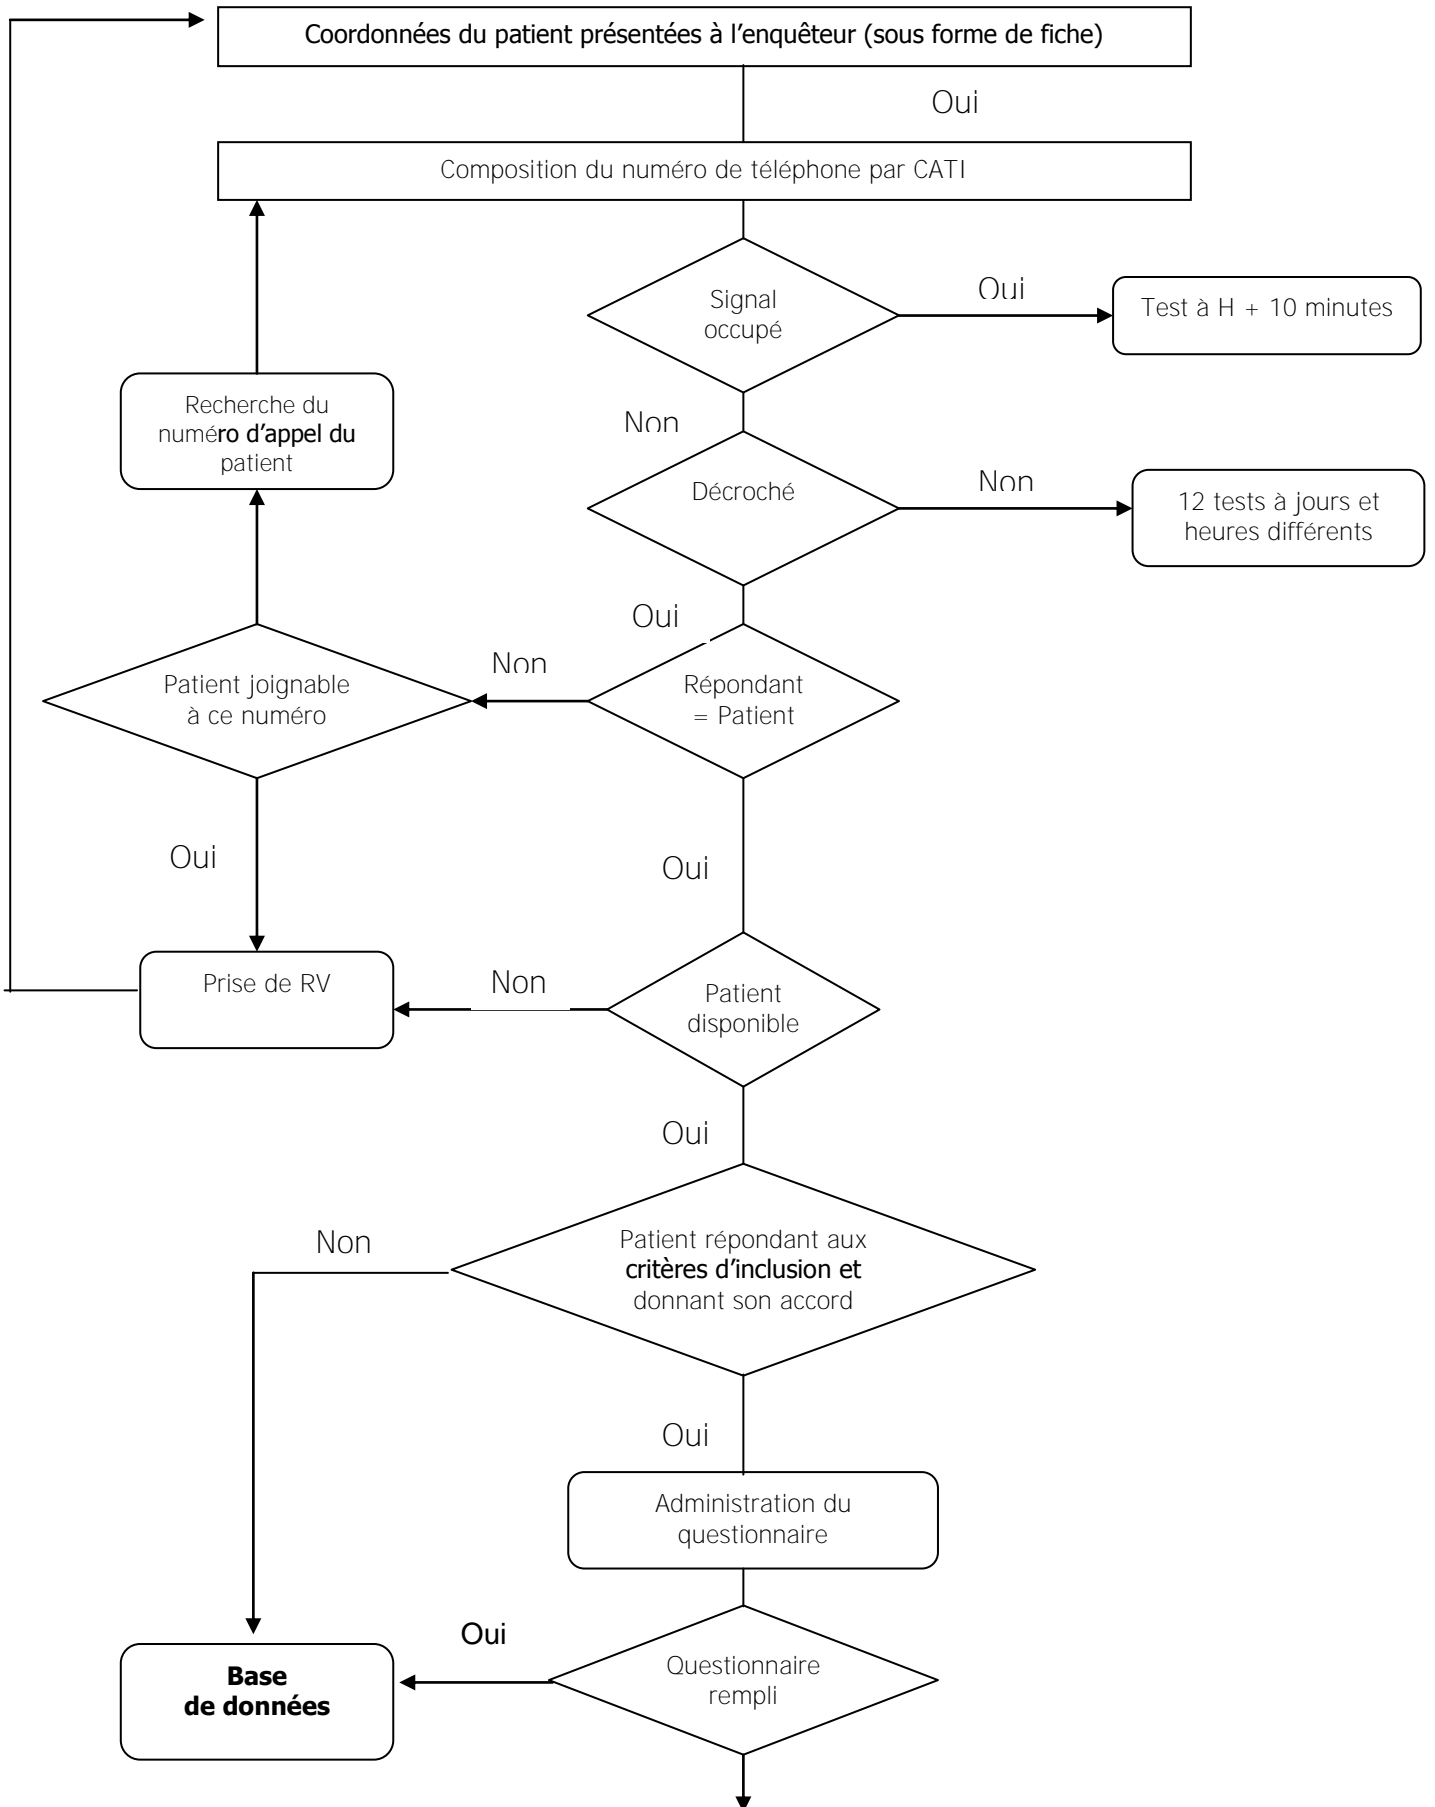 Coordonnées du patient présentées à l’enquêteur (sous forme de fiche)
Oui
Composition du numéro de téléphone par CATI
Signal
occupé
Oui
Test à H + 10 minutes
Recherche du
numéro d’appel du
patient
Non
Décroché
Non
12 tests à jours et
heures différents
Oui
Patient joignable
à ce numéro
Non
Répondant
= Patient
Oui
Oui
Prise de RV
Non
Patient
disponible
Oui
Non
Patient répondant aux
critères d’inclusion et
donnant son accord
Oui
Administration du
questionnaire
Oui
Base
de données
Questionnaire
rempli